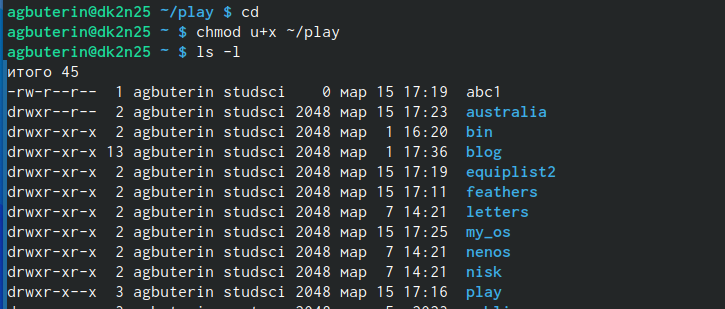 agbuterin@dk2n25 ~/play $ cd
agbuterin@dk2n25 ~ $ chmod u+x ~/play
agbuterin@dk2n25 ~ $ ls -l
итого 45
-rw-r--r-- 1 agbuterin studsci 0 мар 15 17:19 abc1
drwxr--r-- 2 agbuterin studsci 2048 мар 15 17:23 australia
drwxr-xr-x 2 agbuterin studsci 2048 мар 1 16:20 bin
drwxr-xr-x 13 agbuterin studsci 2048 мар 1 17:36 blog
drwxr-xr-x 2 agbuterin studsci 2048 мар 15 17:19 equiplist2
drwxr-xr-x 2 agbuterin studsci 2048 мар 15 17:11 feathers
drwxr-xr-x 2 agbuterin studsci 2048 мар 7 14:21 letters
drwxr-xr-x 2 agbuterin studsci 2048 мар 15 17:25 my_os
drwxr-xr-x 2 agbuterin studsci 2048 мар 7 14:21 nenos
drwxr-xr-x 2 agbuterin studsci 2048 мар 7 14:21 nisk
drwxr-x--x 3 agbuterin studsci 2048 мар 15 17:16 play